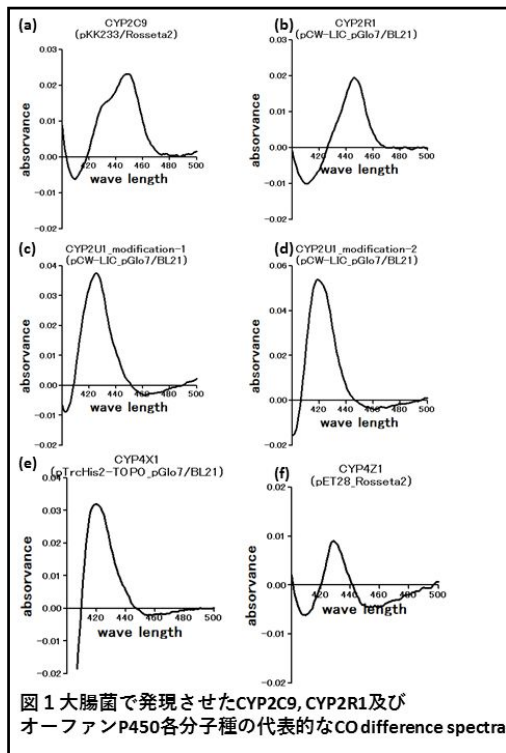 (a)
CYP2C9
(pKK233/Rosseta2)
absorvance
0.03
0.02
0.01
0.00
-0.01
-0.02
420 440 460 480 500
wave length
(b)
CYP2R1
(pCW-LIC_pGlo7/BL21)
absorvance
0.03
0.02
0.01
0.00
-0.01
-0.02
420 440 460 480 500
wave length
(c)
CYP2U1_modification-1
(pCW-LIC_pGlo7/BL21)
absorvance
0.04
0.03
0.02
0.01
0.00
-0.01
-0.02
420 440 460 480 500
wave length
(d)
CYP2U1_modification-2
(pCW-LIC_pGlo7/BL21)
absorvance
0.06
0.04
0.02
0.00
-0.02
420 440 460 480 500
wave length
(e)
CYP4X1
(pTrcHis2-TOPO_pGlo7/BL21)
absorvance
0.04
0.03
0.02
0.01
0.00
-0.01
-0.02
420 440 460 480 500
wave length
(f)
CYP4Z1
(pET28_Rosseta2)
absorvance
0.02
0.01
0.00
-0.01
-0.02
420 440 460 480 500
wave length
図1大腸菌で発現させたCYP2C9, CYP2R1及び
オーファンP450各分子種の代表的なCO difference spectra